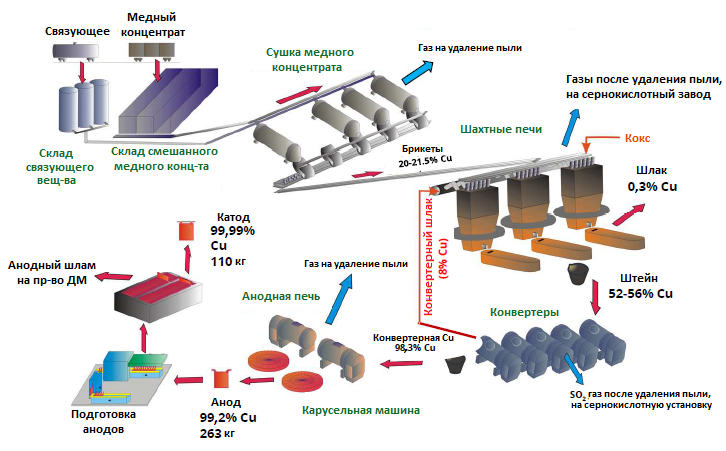 Связующее
Медный
концентрат
Сушка медного
концентрата
Газ на удаление пыли
Газы после удаления пыли,
на сернокислотный завод
Шахтные печи
Кокс
Склад
связующего
вещ-ва
Склад смешанного
медного конц-та
Брикеты
20-21.5% Cu
Шлак
0,3% Cu
Катод
99,99%
Cu
110 кг
Анодный шлам
на пр-во ДМ
Газ на удаление пыли
Анодная печь
Конвертерный шлак
(8% Cu)
Штейн
52-56% Cu
Конвертеры
Конвертерная Cu
98,3% Cu
Подготовка
анодов
Анод
99,2% Cu
263 кг
Карусельная машина
SO2 газ после удаления пыли,
на сернокислотную установку